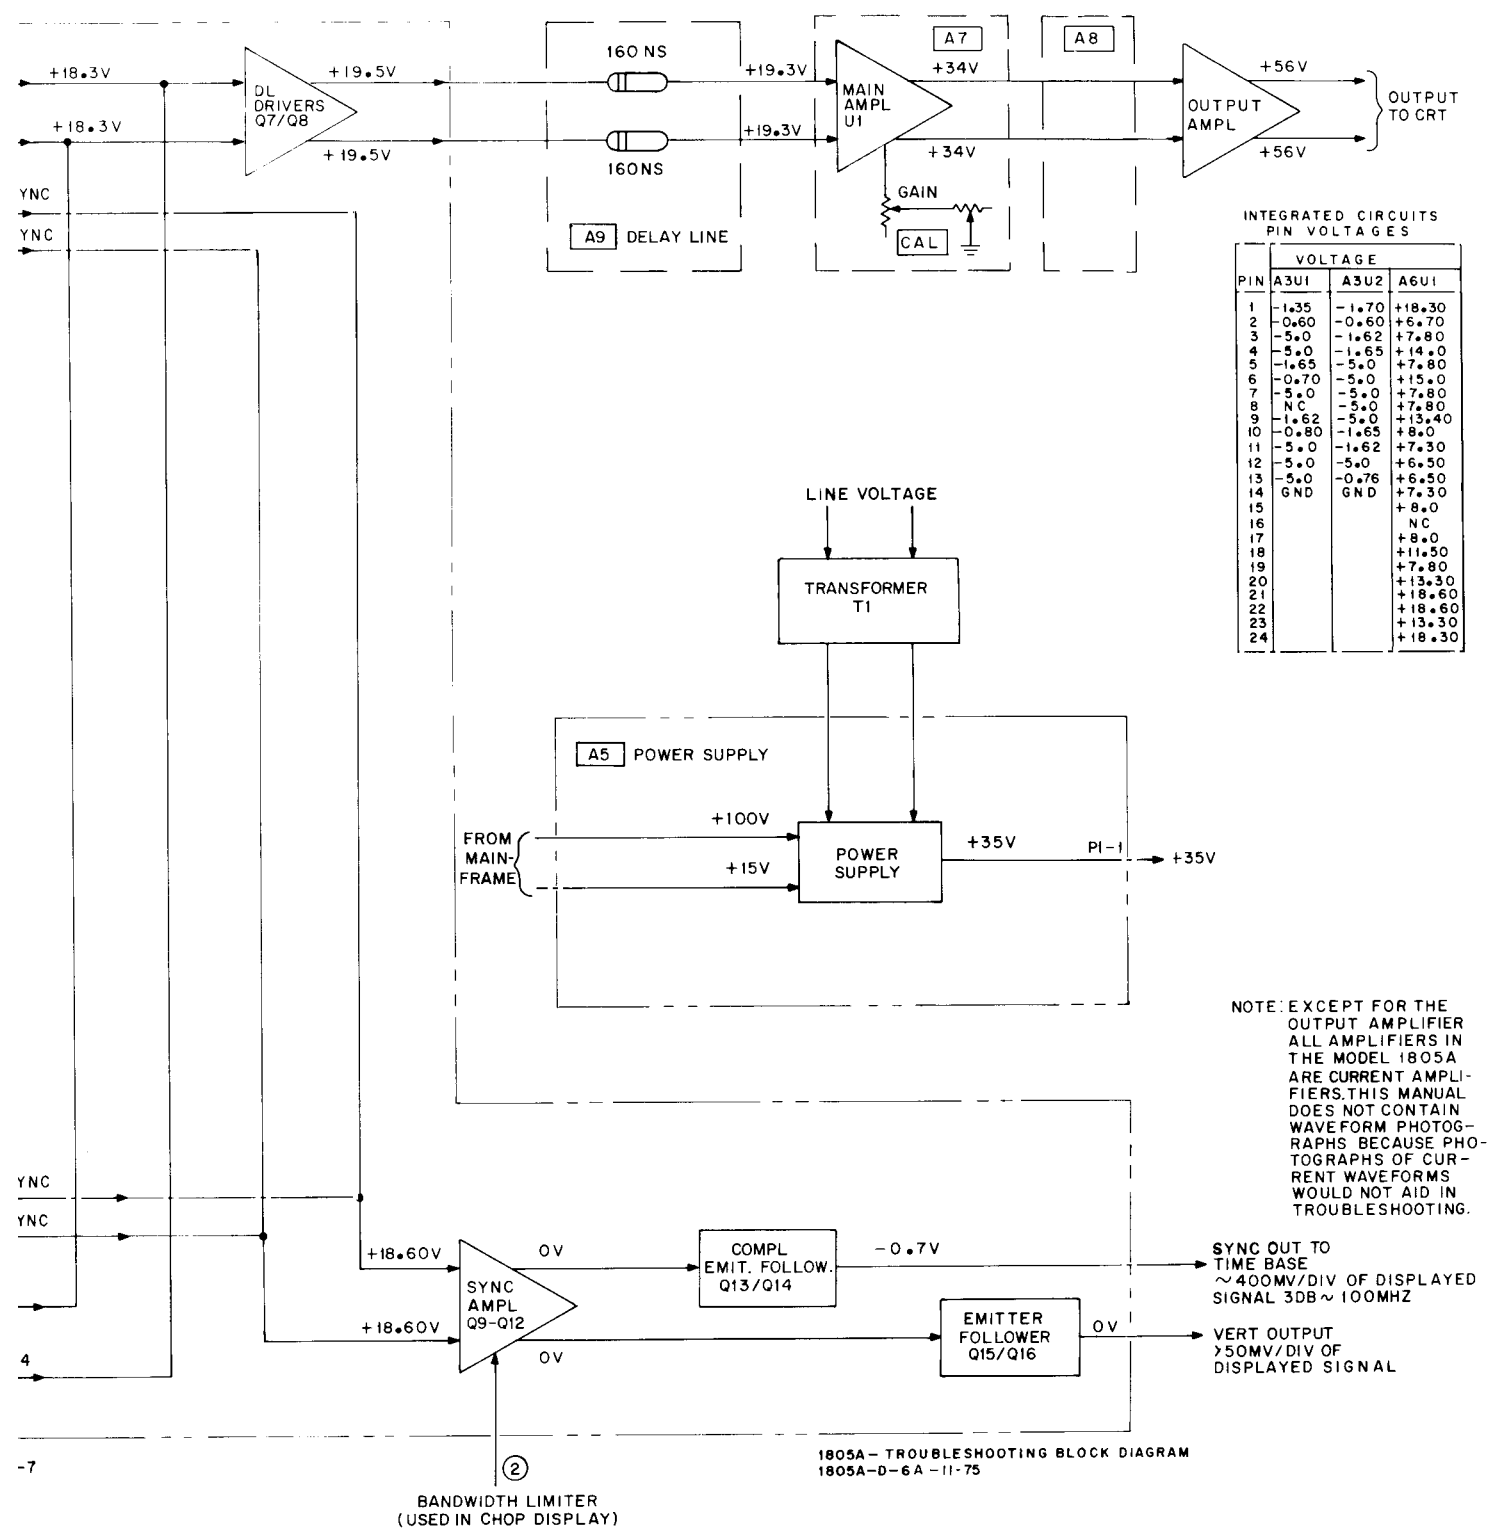 +18.3V
+18.3V
DL
DRIVERS
Q7/Q8
+19.5V
+19.5V
160 NS
160NS
A9 DELAY LINE
+19.3V
+19.3V
A7
MAIN
AMPL
U1
+34V
+34V
GAIN
CAL
A8
OUTPUT
AMPL
+56V
+56V
OUTPUT
TO CRT
YNC
YNC
INTEGRATED CIRCUITS
PIN VOLTAGES
VOLTAGE
PIN A3U1 A3U2 A6U1
1 -1.35 -1.70 +18.30
2 -0.60 -0.60 +6.70
3 -5.0 -1.62 +7.80
4 -5.0 -1.65 +14.0
5 -1.65 -5.0 +7.80
6 -0.70 -5.0 +15.0
7 -5.0 -5.0 +7.80
8 NC -5.0 +7.80
9 -1.62 -5.0 +13.40
10 -0.80 -1.65 +8.0
11 -5.0 -1.62 +7.30
12 -5.0 -5.0 +6.50
13 -5.0 -0.76 +6.50
14 GND GND +7.30
15 +8.0
16 NC
17 +8.0
18 +11.50
19 +7.80
20 +13.30
21 +18.60
22 +18.60
23 +13.30
24 +18.30
LINE VOLTAGE
TRANSFORMER
T1
A5 POWER SUPPLY
FROM
MAIN-
FRAME
+100V
+15V
POWER
SUPPLY
+35V
P1-1
+35V
NOTE: EXCEPT FOR THE
OUTPUT AMPLIFIER
ALL AMPLIFIERS IN
THE MODEL 1805A
ARE CURRENT AMPLI-
FIERS. THIS MANUAL
DOES NOT CONTAIN
WAVEFORM PHOTOG-
RAPHS BECAUSE PHO-
TOGRAPHS OF CUR-
RENT WAVEFORMS
WOULD NOT AID IN
TROUBLESHOOTING.
YNC
YNC
+18.60V
+18.60V
SYNC
AMPL
Q9-Q12
0V
0V
COMPL
EMIT. FOLLOW.
Q13/Q14
-0.7V
SYNC OUT TO
TIME BASE
~400MV/DIV OF DISPLAYED
SIGNAL 3DB~100MHZ
EMITTER
FOLLOWER
Q15/Q16
0V
VERT OUTPUT
>50MV/DIV OF
DISPLAYED SIGNAL
4
-7
2
BANDWIDTH LIMITER
(USED IN CHOP DISPLAY)
1805A- TROUBLESHOOTING BLOCK DIAGRAM
1805A-D-6A-11-75